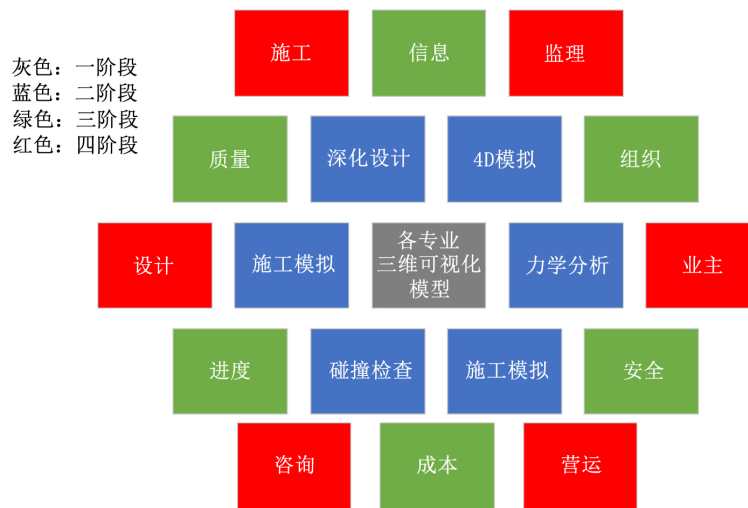 施工
信息
监理
灰色：一阶段
蓝色：二阶段
绿色：三阶段
红色：四阶段
质量
深化设计
4D模拟
组织
设计
施工模拟
各专业
三维可视化
模型
力学分析
业主
进度
碰撞检查
施工模拟
安全
咨询
成本
营运